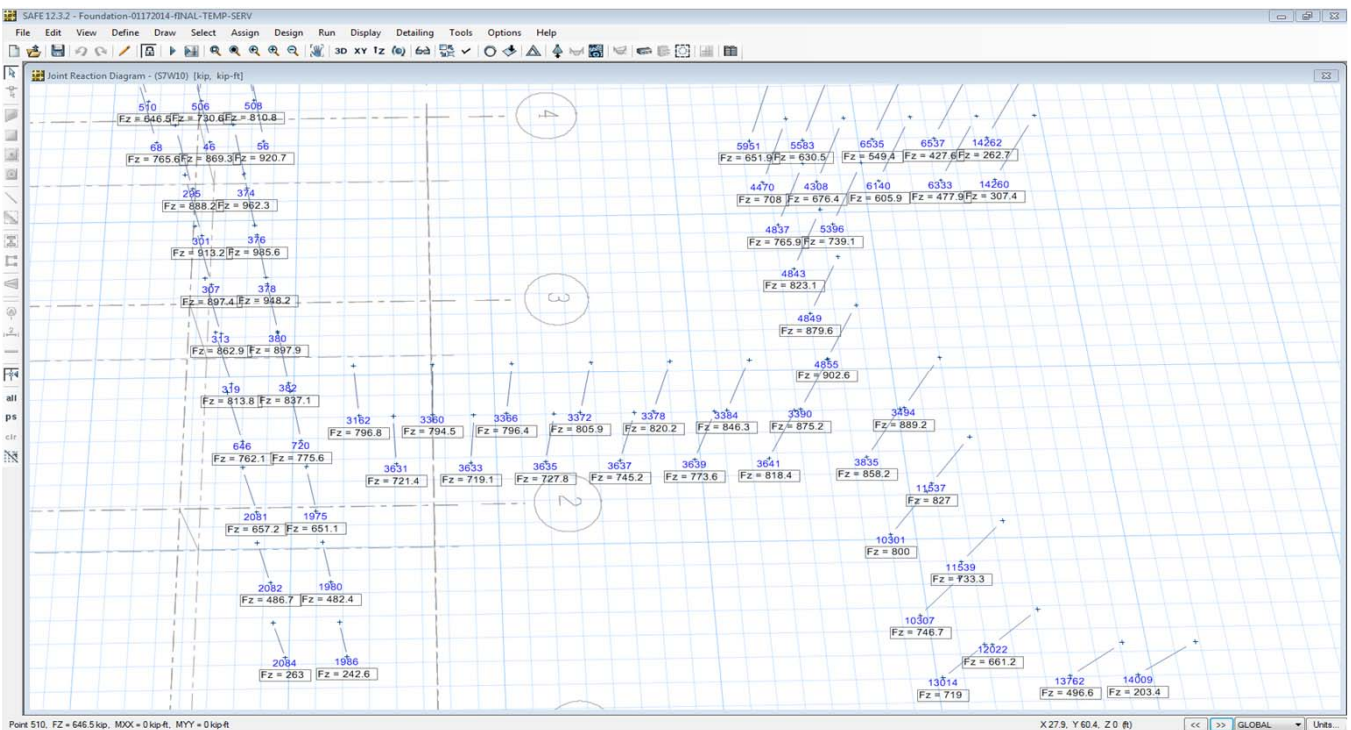 SAFE 12.3.2 - Foundation-01172014-fINAL-TEMP-SERV
File Edit View Define Draw Select Assign Design Run Display Detailing Tools Options Help
3D XY
Joint Reaction Diagram - (S7W10) [kip, kip-ft]
510 506 508
Fz = 646.5 Fz = 730.6 Fz = 810.8
4
68 46 56
Fz = 765.6 Fz = 869.3 Fz = 920.7
5951 5583 6535 6537 14262
Fz = 651.9 Fz = 630.5 Fz = 549.4 Fz = 427.6 Fz = 262.7
295 374
Fz = 888.2 Fz = 962.3
4470 4308 6140 6333 14260
Fz = 708 Fz = 676.4 Fz = 605.9 Fz = 477.9 Fz = 307.4
301 376
Fz = 913.2 Fz = 985.6
4837 5396
Fz = 765.9 Fz = 739.1
4843
Fz = 823.1
307 378
Fz = 897.4 Fz = 948.2
3
4849
Fz = 879.6
313 380
Fz = 862.9 Fz = 897.9
4855
Fz = 902.6
319 382
Fz = 813.8 Fz = 837.1
all
ps
clr
3162 3360 3366 3372 3378 3384 3390 3494
Fz = 796.8 Fz = 794.5 Fz = 796.4 Fz = 805.9 Fz = 820.2 Fz = 846.3 Fz = 875.2 Fz = 889.2
646 720
Fz = 762.1 Fz = 775.6
3631 3633 3635 3637 3639 3641 3835
Fz = 721.4 Fz = 719.1 Fz = 727.8 Fz = 745.2 Fz = 773.6 Fz = 818.4 Fz = 858.2
11537
Fz = 827
2
2081 1975
Fz = 657.2 Fz = 651.1
10301
Fz = 800
11539
Fz = 733.3
2082 1980
Fz = 486.7 Fz = 482.4
10307
Fz = 746.7
12022
Fz = 661.2
2084 1986
Fz = 263 Fz = 242.6
13014 13762 14009
Fz = 719 Fz = 496.6 Fz = 203.4
Point 510, FZ = 646.5 kip, MXX = 0 kip-ft, MYY = 0 kip-ft
X 27.9, Y 60.4, Z 0 (ft) << >> GLOBAL Units...